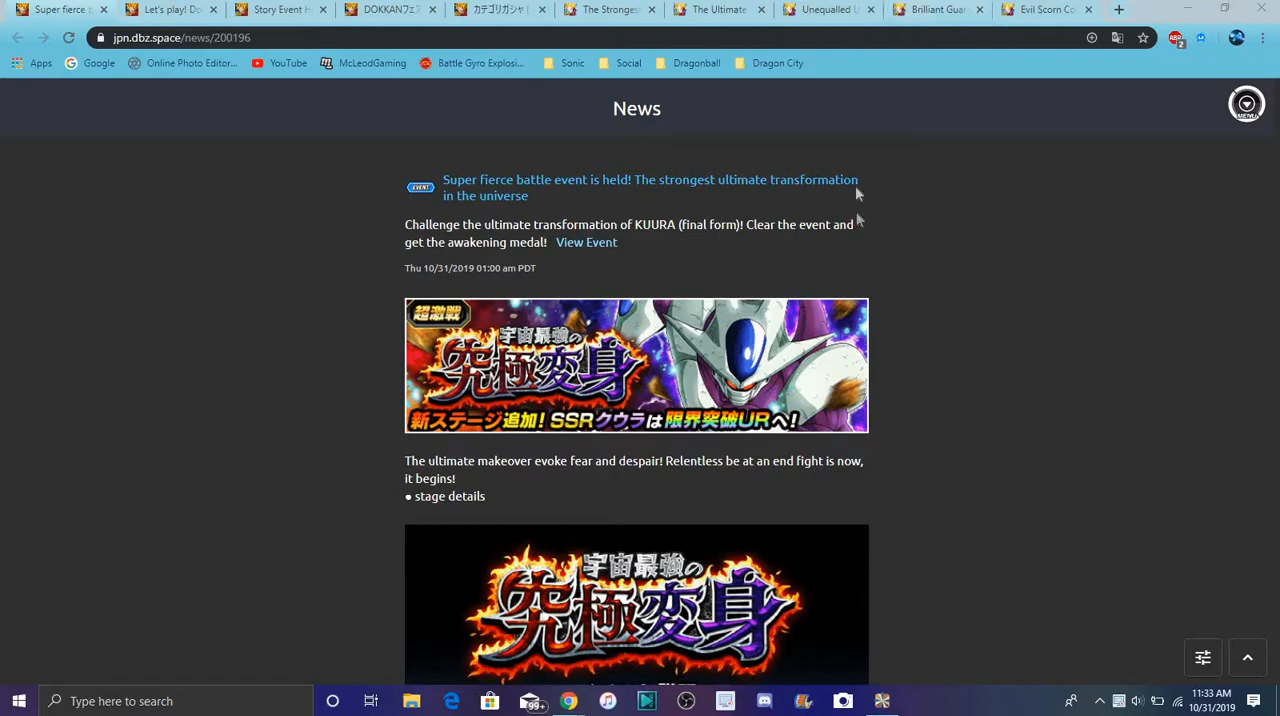 Super fierce b
Let's play! Do
Story Event H
DOKKANフェス
カテゴリガシャ |
The Stronges
The Ultimate
Unequalled U
Brilliant Guar
Evil Scorn Co
jpn.dbz.space/news/200196
ABP
2
Apps
Google
Online Photo Editor...
YouTube
McLeodGaming
Battle Gyro Explosi...
Sonic
Social
Dragonball
Dragon City
News
MENU
EVENT
Super fierce battle event is held! The strongest ultimate transformation
in the universe
Challenge the ultimate transformation of KUURA (final form)! Clear the event and
get the awakening medal! View Event
Thu 10/31/2019 01:00 am PDT
超激戦
宇宙最強の
究極変身
新ステージ追加! SSRクウラは限界突破URへ!
The ultimate makeover evoke fear and despair! Relentless be at an end fight is now,
it begins!
● stage details
宇宙最強の
究極変身
Type here to search
99+
11:33 AM
10/31/2019